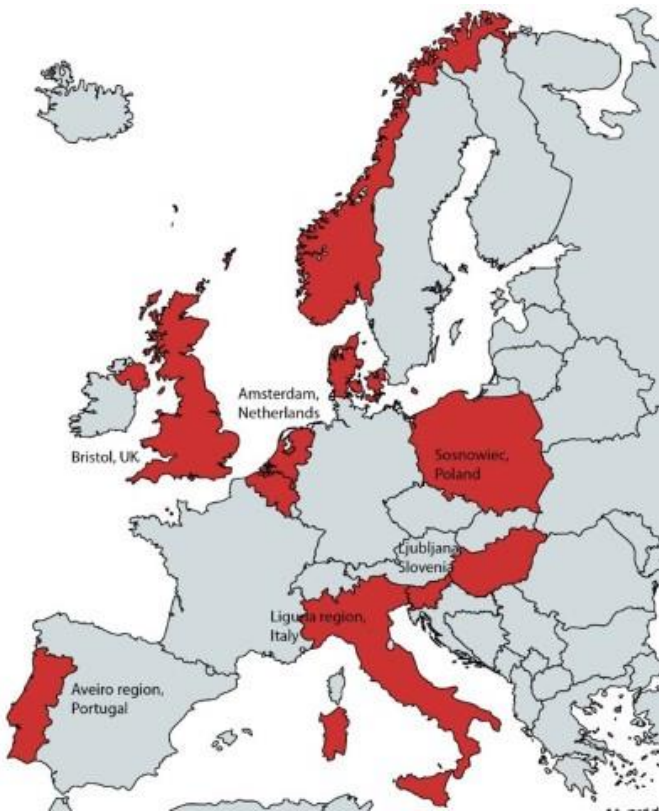 Amsterdam,
Netherlands
Bristol, UK
Sosnowiec,
Poland
Ljubljana
Slovenia
Liguria region,
Italy
Aveiro region,
Portugal